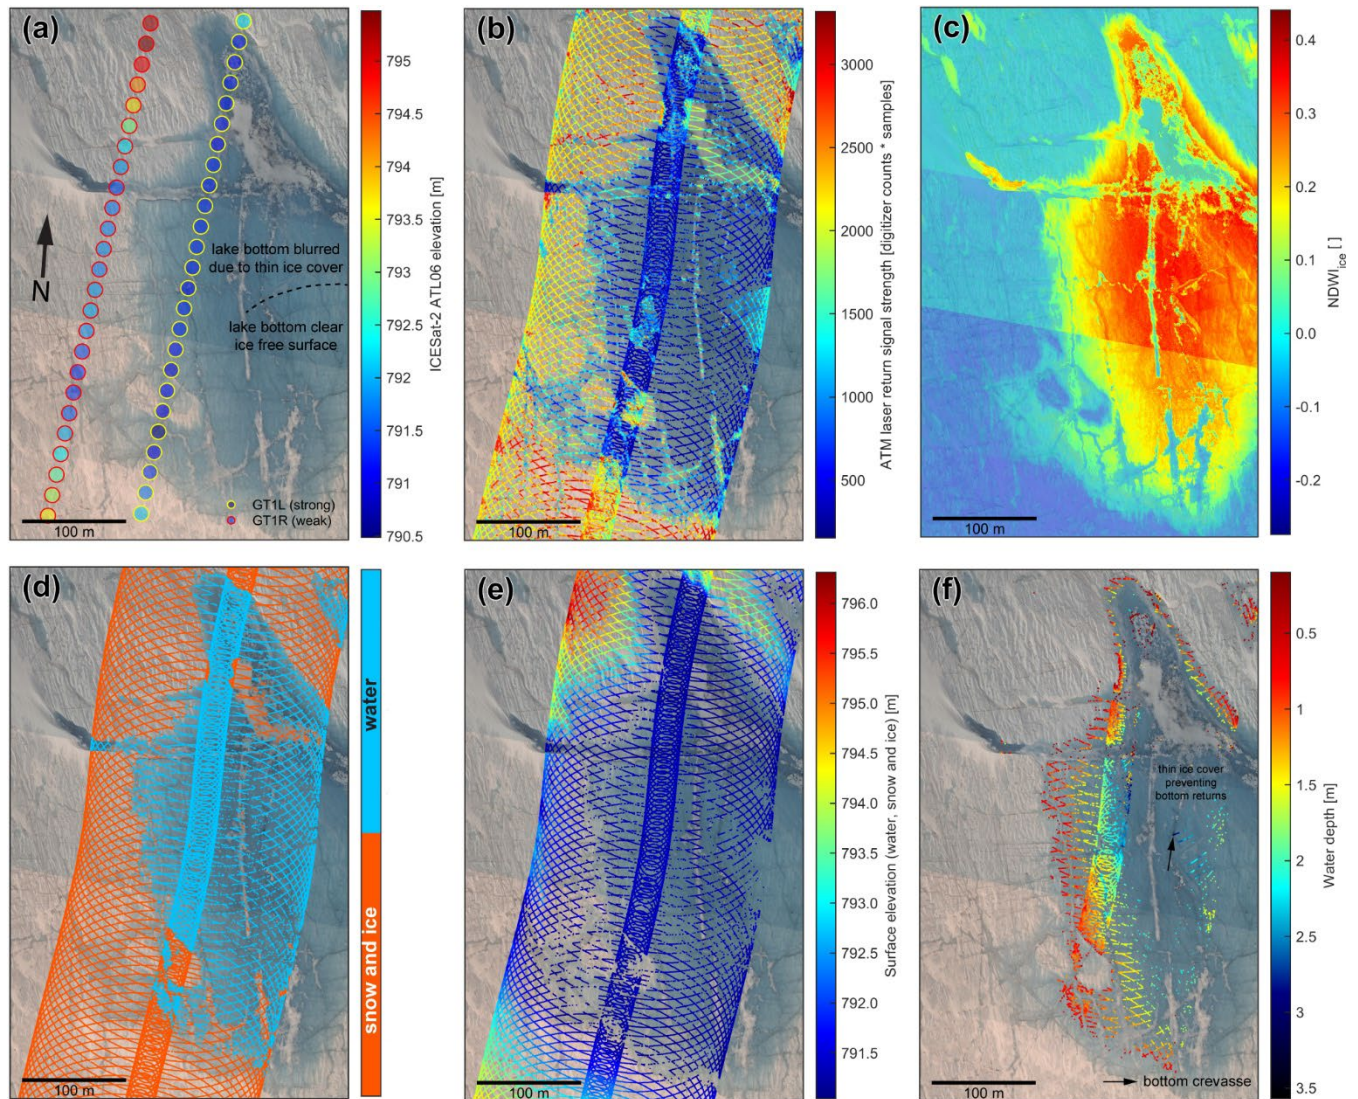 (a)
N
lake bottom blurred
due to thin ice cover
lake bottom clear
ice free surface
GT1L (strong)
GT1R (weak)
100 m
795
794.5
794
793.5
793
792.5
792
791.5
791
790.5
ICESat-2 ATL06 elevation [m]
(b)
100 m
3000
2500
2000
1500
1000
500
ATM laser return signal strength [digitizer counts * samples]
(c)
100 m
0.4
0.3
0.2
0.1
0.0
-0.1
-0.2
NDWIice [ ]
(d)
100 m
water
snow and ice
(e)
100 m
796.0
795.5
795.0
794.5
794.0
793.5
793.0
792.5
792.0
791.5
Surface elevation (water, snow and ice) [m]
(f)
thin ice cover
preventing
bottom returns
100 m
bottom crevasse
0.5
1
1.5
2
2.5
3
3.5
Water depth [m]